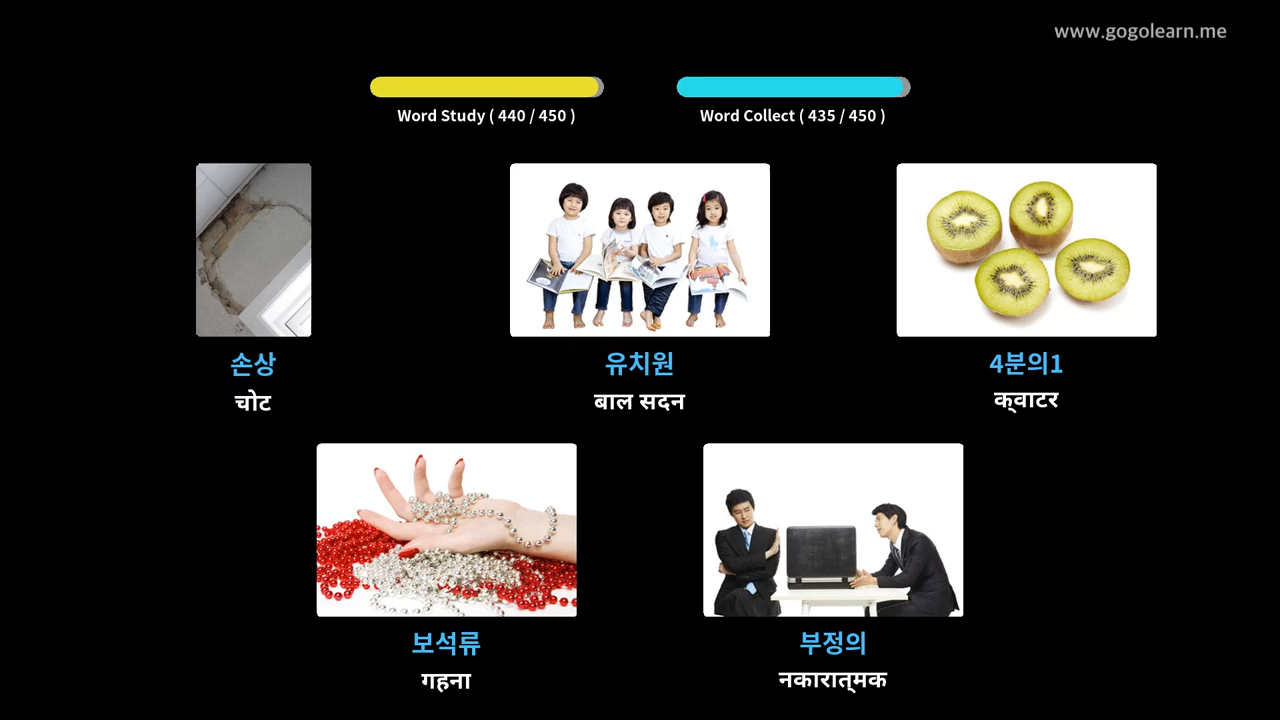 www.gogolearn.me
Word Study ( 440 / 450 )
Word Collect ( 435 / 450 )
손상
चोट
유치원
बाल सदन
4분의1
क्वाटर
보석류
गहना
부정의
नकारात्मक